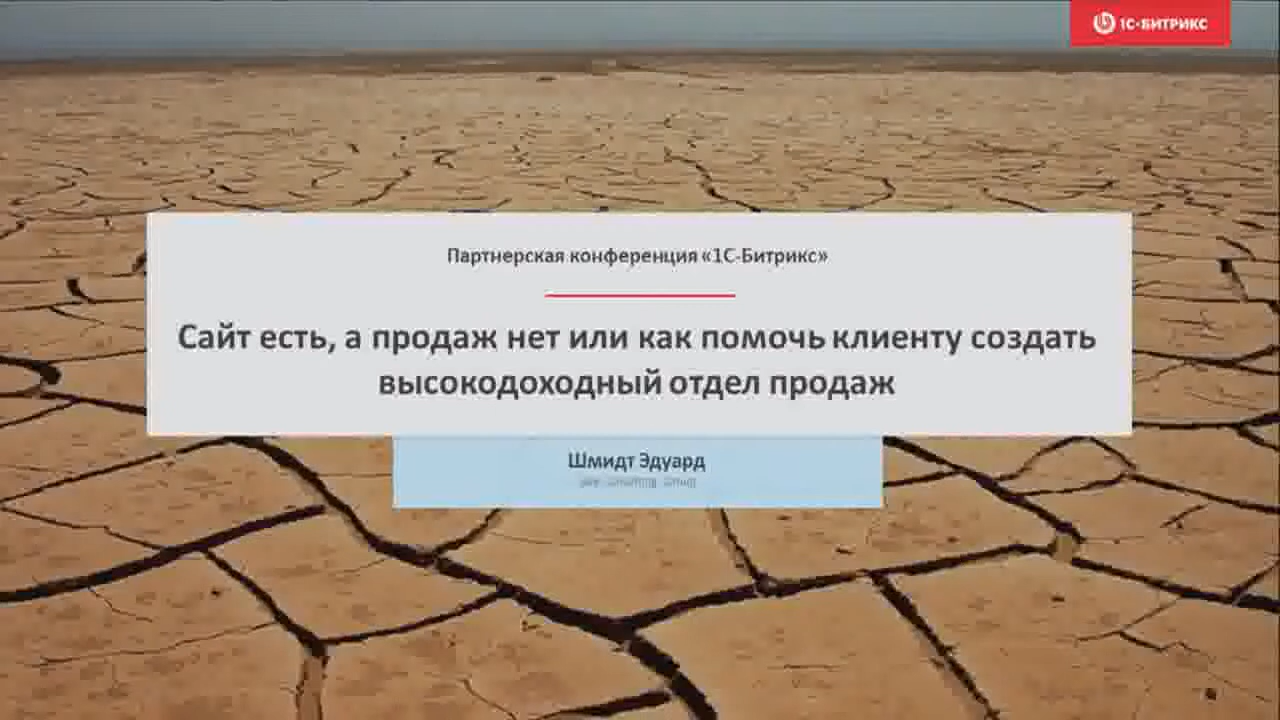 1С-БИТРИКС
Партнерская конференция «1С-Битрикс»
Сайт есть, а продаж нет или как помочь клиенту создать
высокодоходный отдел продаж
Шмидт Эдуард